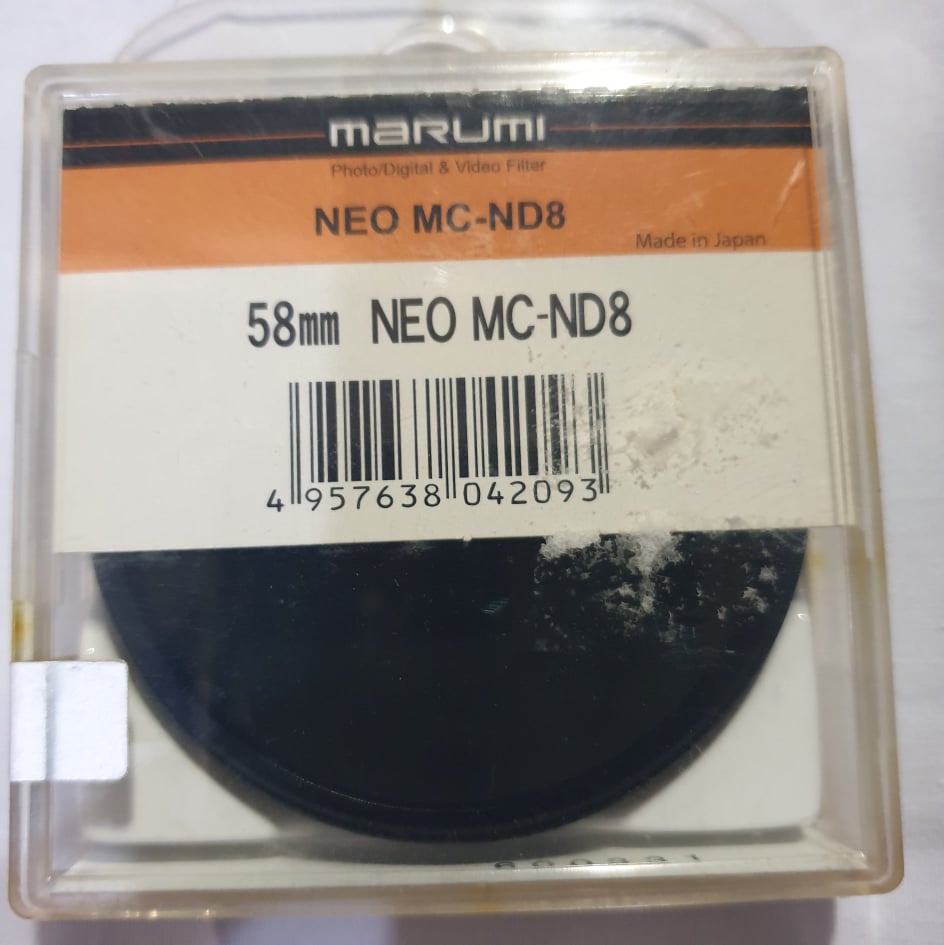 marumi
Photo/Digital & Video Filter
NEO MC-ND8
Made in Japan
58mm NEO MC-ND8
4 957638 042093